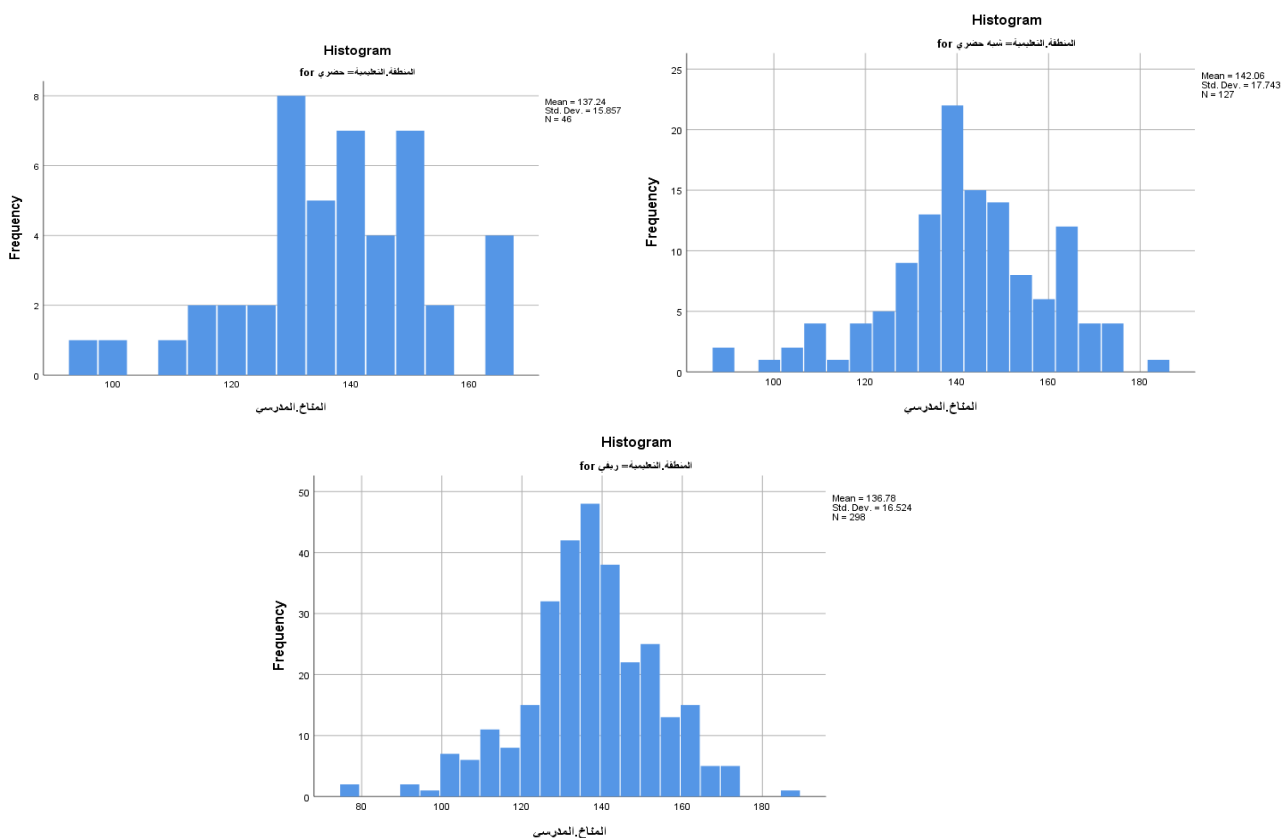 Histogram
for المنطقة.التعليمية= حضري
Mean = 137.24
Std. Dev. = 15.857
N = 46
8
6
4
2
0
Frequency
100 120 140 160
المناخ.المدرسي
Histogram
for المنطقة.التعليمية= شبه حضري
Mean = 142.06
Std. Dev. = 17.743
N = 127
25
20
15
10
5
0
Frequency
100 120 140 160 180
المناخ.المدرسي
Histogram
for المنطقة.التعليمية= ريفي
Mean = 136.78
Std. Dev. = 16.524
N = 298
50
40
30
20
10
0
Frequency
80 100 120 140 160 180
المناخ.المدرسي